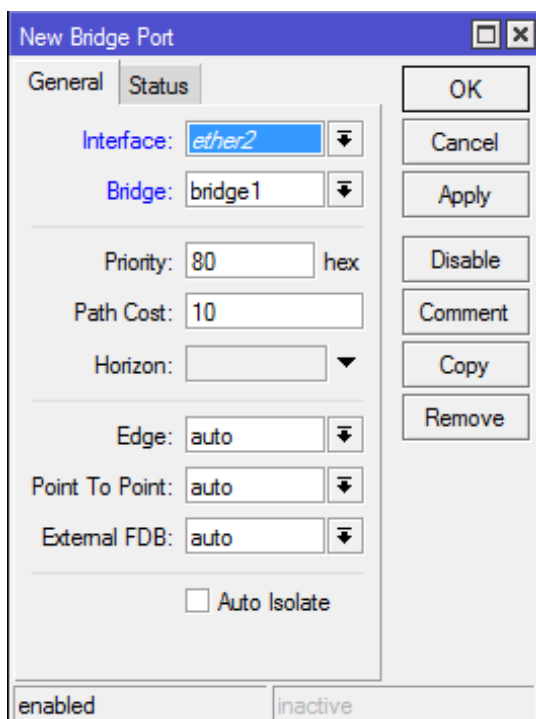 New Bridge Port
General Status
Interface: ether2
Bridge: bridge1
Priority: 80 hex
Path Cost: 10
Horizon:
Edge: auto
Point To Point: auto
External FDB: auto
Auto Isolate
OK
Cancel
Apply
Disable
Comment
Copy
Remove
enabled inactive